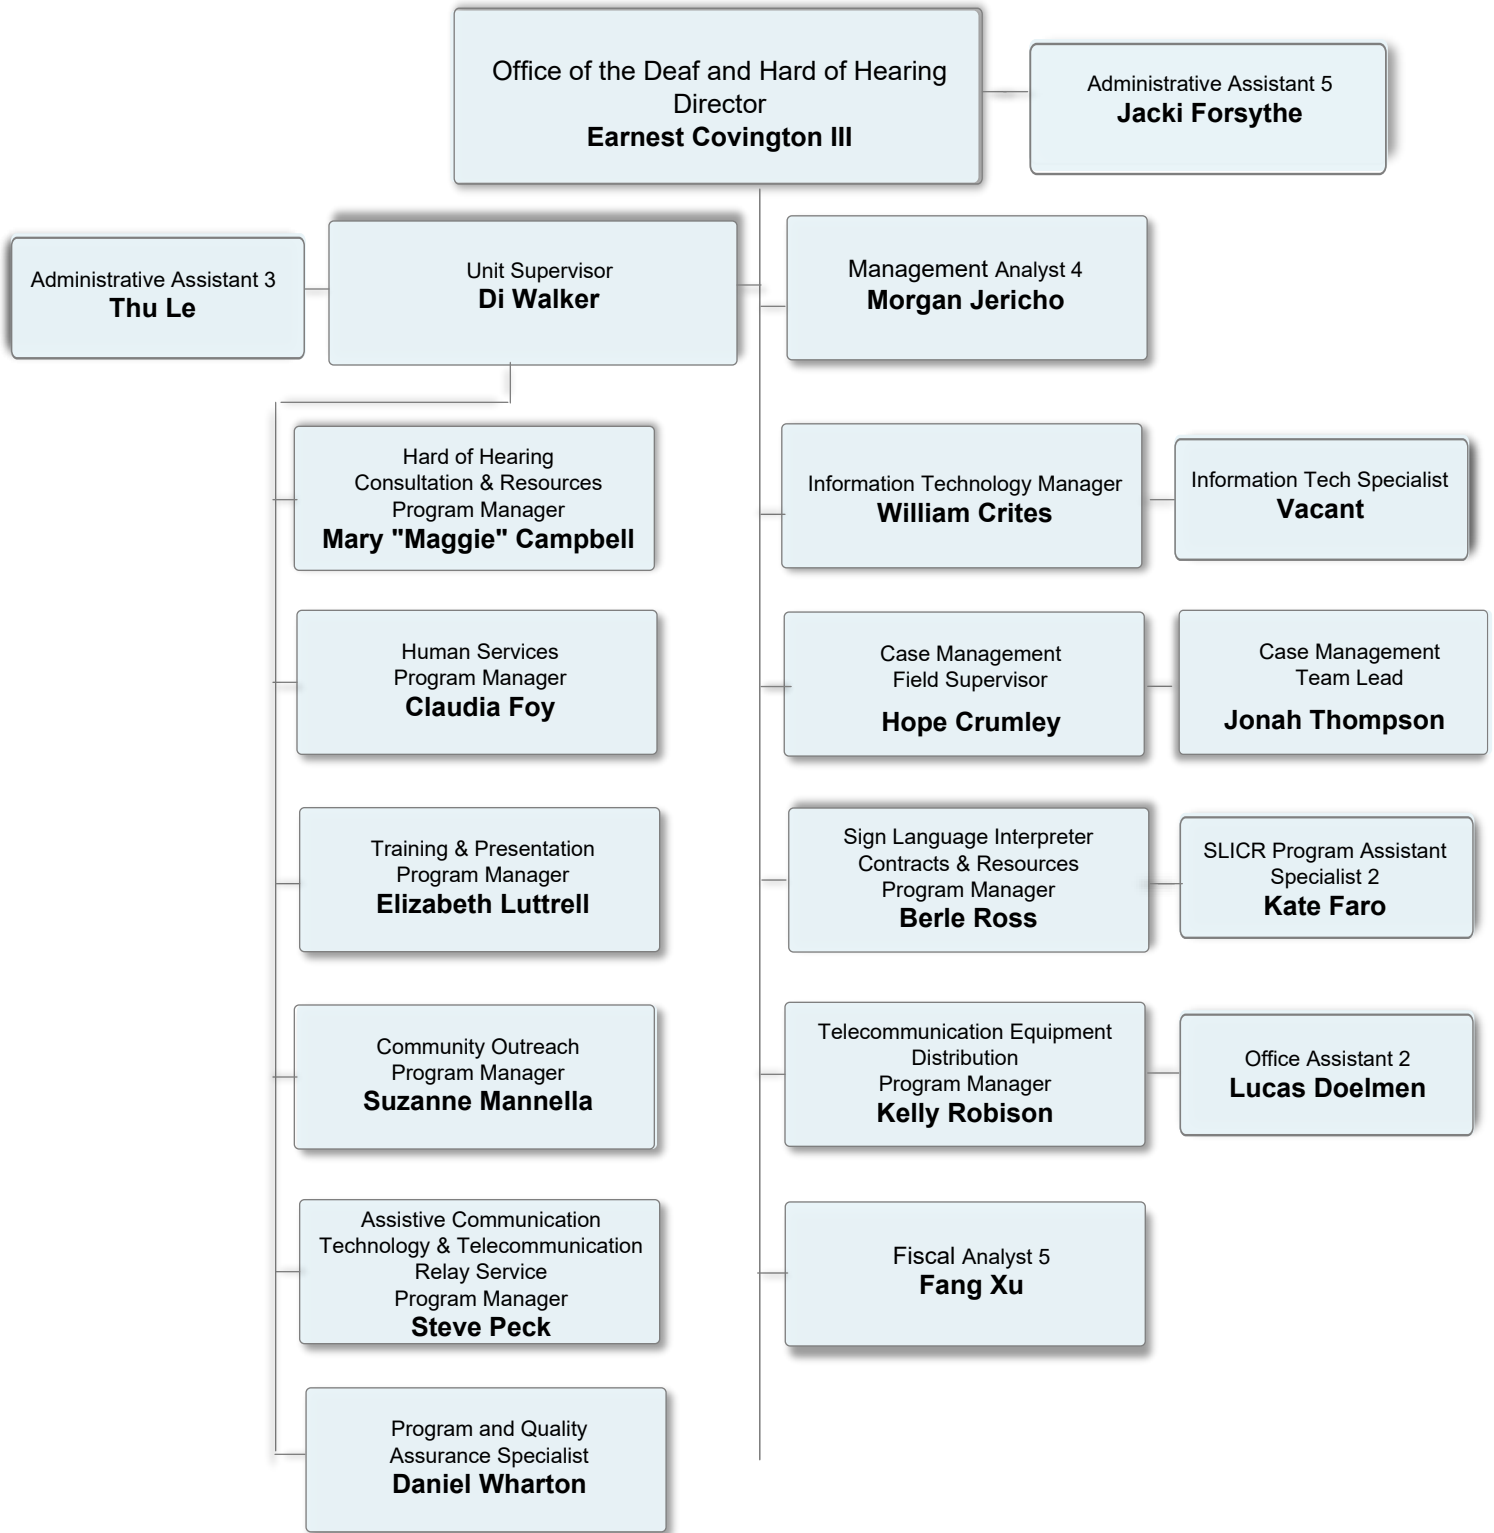 Office of the Deaf and Hard of Hearing
Director
Earnest Covington III
Administrative Assistant 5
Jacki Forsythe
Administrative Assistant 3
Thu Le
Unit Supervisor
Di Walker
Management Analyst 4
Morgan Jericho
Hard of Hearing
Consultation & Resources
Program Manager
Mary "Maggie" Campbell
Information Technology Manager
William Crites
Information Tech Specialist
Vacant
Human Services
Program Manager
Claudia Foy
Case Management
Field Supervisor
Hope Crumley
Case Management
Team Lead
Jonah Thompson
Training & Presentation
Program Manager
Elizabeth Luttrell
Sign Language Interpreter
Contracts & Resources
Program Manager
Berle Ross
SLICR Program Assistant
Specialist 2
Kate Faro
Community Outreach
Program Manager
Suzanne Mannella
Telecommunication Equipment
Distribution
Program Manager
Kelly Robison
Office Assistant 2
Lucas Doelmen
Assistive Communication
Technology & Telecommunication
Relay Service
Program Manager
Steve Peck
Fiscal Analyst 5
Fang Xu
Program and Quality
Assurance Specialist
Daniel Wharton